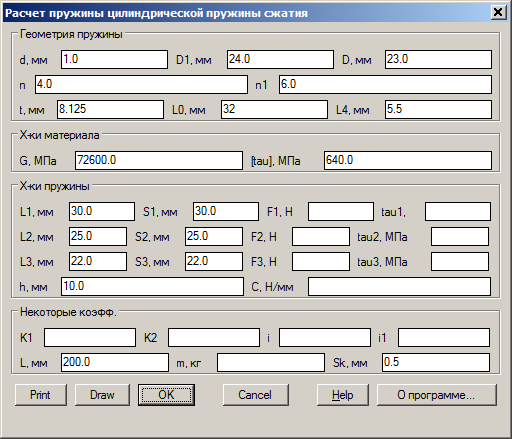 Расчет пружины цилиндрической пружины сжатия
Геометрия пружины
d, мм 1.0 D1, мм 24.0 D, мм 23.0
n 4.0 n1 6.0
t, мм 8.125 L0, мм 32 L4, мм 5.5
Х-ки материала
G, МПа 72600.0 [tau], МПа 640.0
Х-ки пружины
L1, мм 30.0 S1, мм 30.0 F1, Н tau1,
L2, мм 25.0 S2, мм 25.0 F2, Н tau2, МПа
L3, мм 22.0 S3, мм 22.0 F3, Н tau3, МПа
h, мм 10.0 C, Н/мм
Некоторые коэфф.
K1 K2 i i1
L, мм 200.0 m, кг Sk, мм 0.5
Print Draw OK Cancel Help О программе...